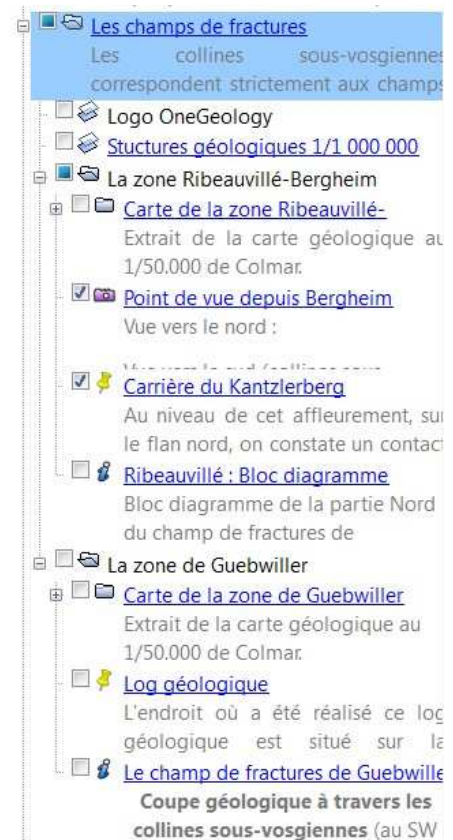 Les champs de fractures
Les collines sous-vosgiennes
correspondent strictement aux champs
Logo OneGeology
Stuctures géologiques 1/1 000 000
La zone Ribeauvillé-Bergheim
Carte de la zone Ribeauvillé-
Extrait de la carte géologique au
1/50.000 de Colmar.
Point de vue depuis Bergheim
Vue vers le nord :
Carrière du Kantzlerberg
Au niveau de cet affleurement, sur
le flan nord, on constate un contact
Ribeauvillé : Bloc diagramme
Bloc diagramme de la partie Nord
du champ de fractures de
La zone de Guebwiller
Carte de la zone de Guebwiller
Extrait de la carte géologique au
1/50.000 de Colmar.
Log géologique
L'endroit où a été réalisé ce log
géologique est situé sur la
Le champ de fractures de Guebwille
Coupe géologique à travers les
collines sous-vosgiennes (au SW